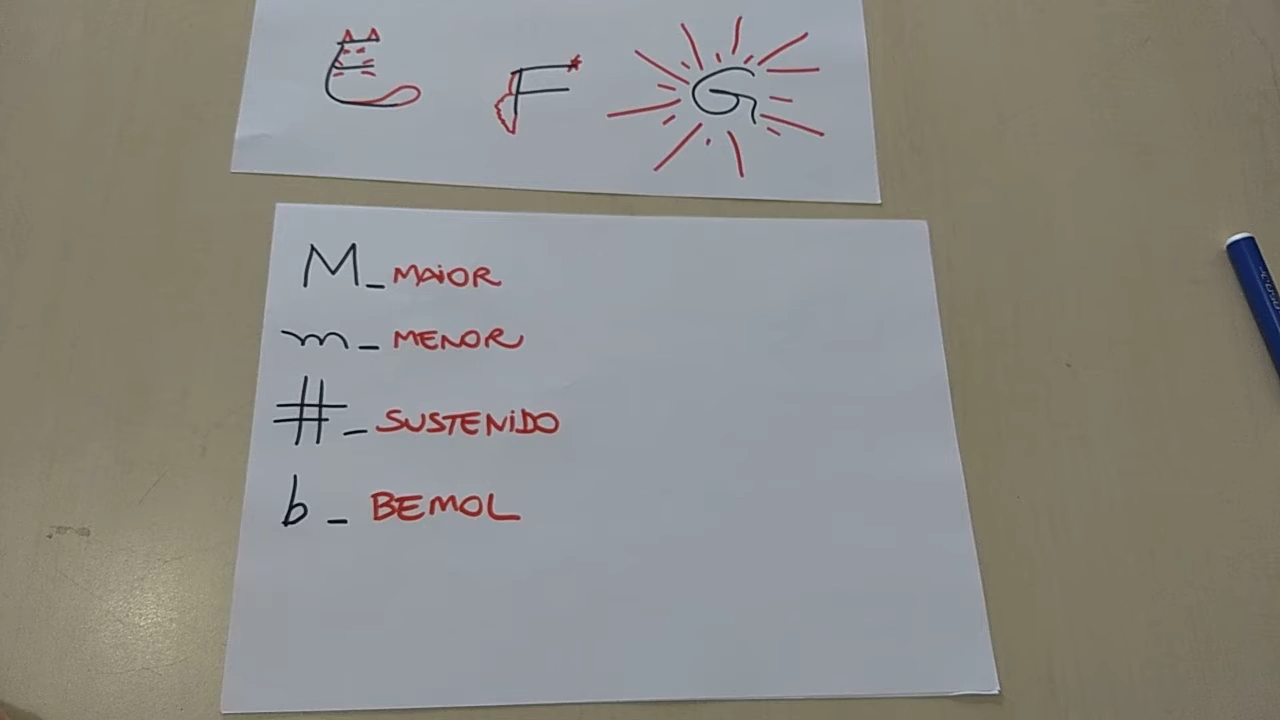 E F G
M_MAIOR
m_MENOR
#_SUSTENIDO
b_BEMOL